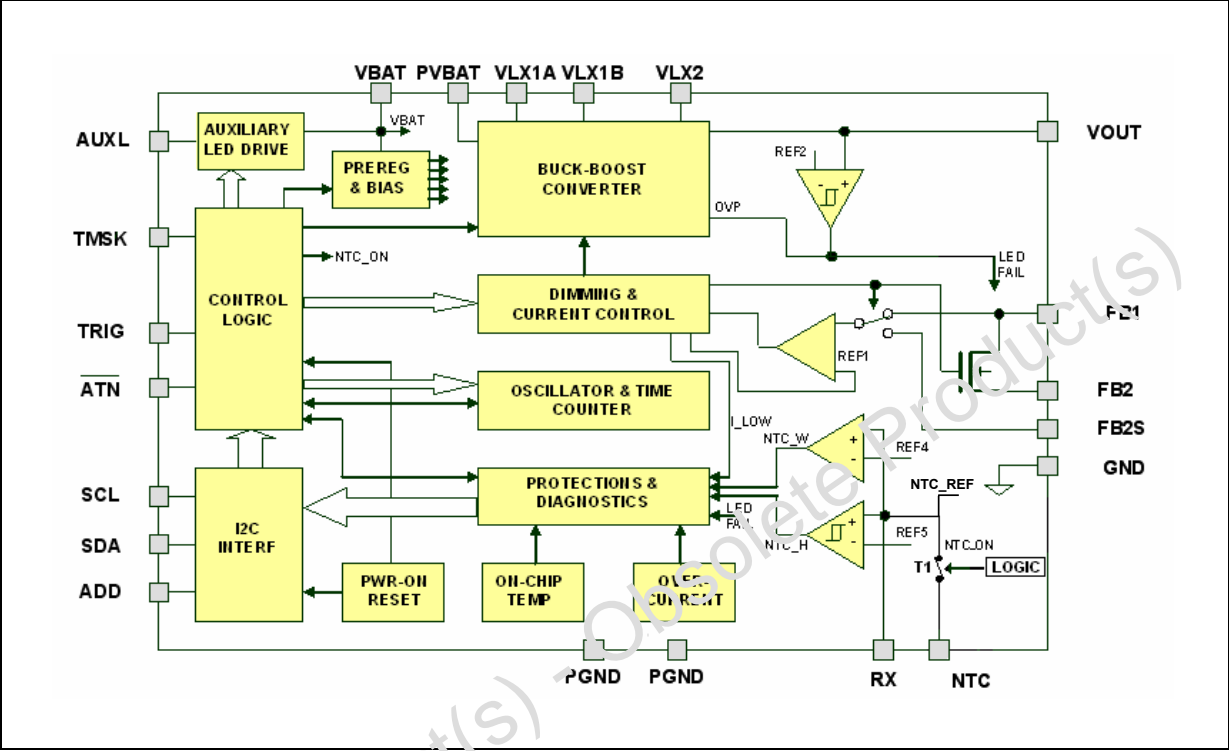 VBAT PVBAT VLX1A VLX1B VLX2
AUXL
AUXILIARY
LED DRIVE
VBAT
PREREG
& BIAS
BUCK-BOOST
CONVERTER
VOUT
REF2
- +
OVP
TMSK
NTC_ON
LED
FAIL
CONTROL
LOGIC
DIMMING &
CURRENT CONTROL
TRIG
FB1
REF1
ATN
OSCILLATOR & TIME
COUNTER
FB2
I_LOW
NTC_W
+
-
REF4
FB2S
GND
SCL
SDA
ADD
I2C
INTERF
PROTECTIONS &
DIAGNOSTICS
LED
FAIL
NTC_H
+
-
REF5
NTC_REF
NTC_ON
T1
LOGIC
PWR-ON
RESET
ON-CHIP
TEMP
OVER-
CURRENT
PGND PGND RX NTC
t(s) - Obsolete Product(s)